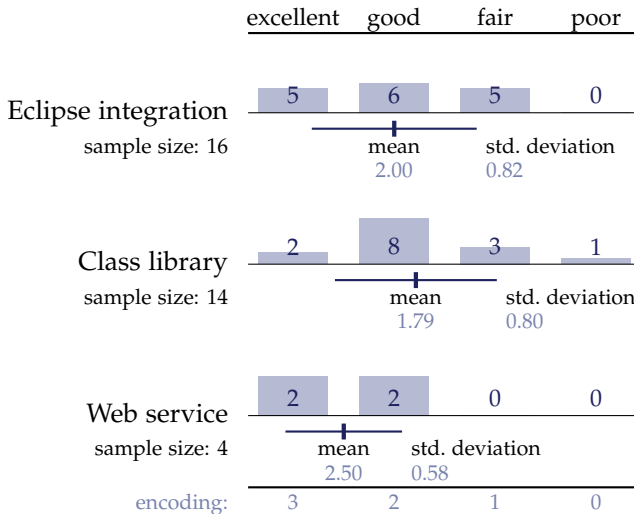 excellent good fair poor
5 6 5 0
Eclipse integration
sample size: 16 mean std. deviation
2.00 0.82
2 8 3 1
Class library
sample size: 14 mean std. deviation
1.79 0.80
2 2 0 0
Web service
sample size: 4 mean std. deviation
2.50 0.58
encoding: 3 2 1 0